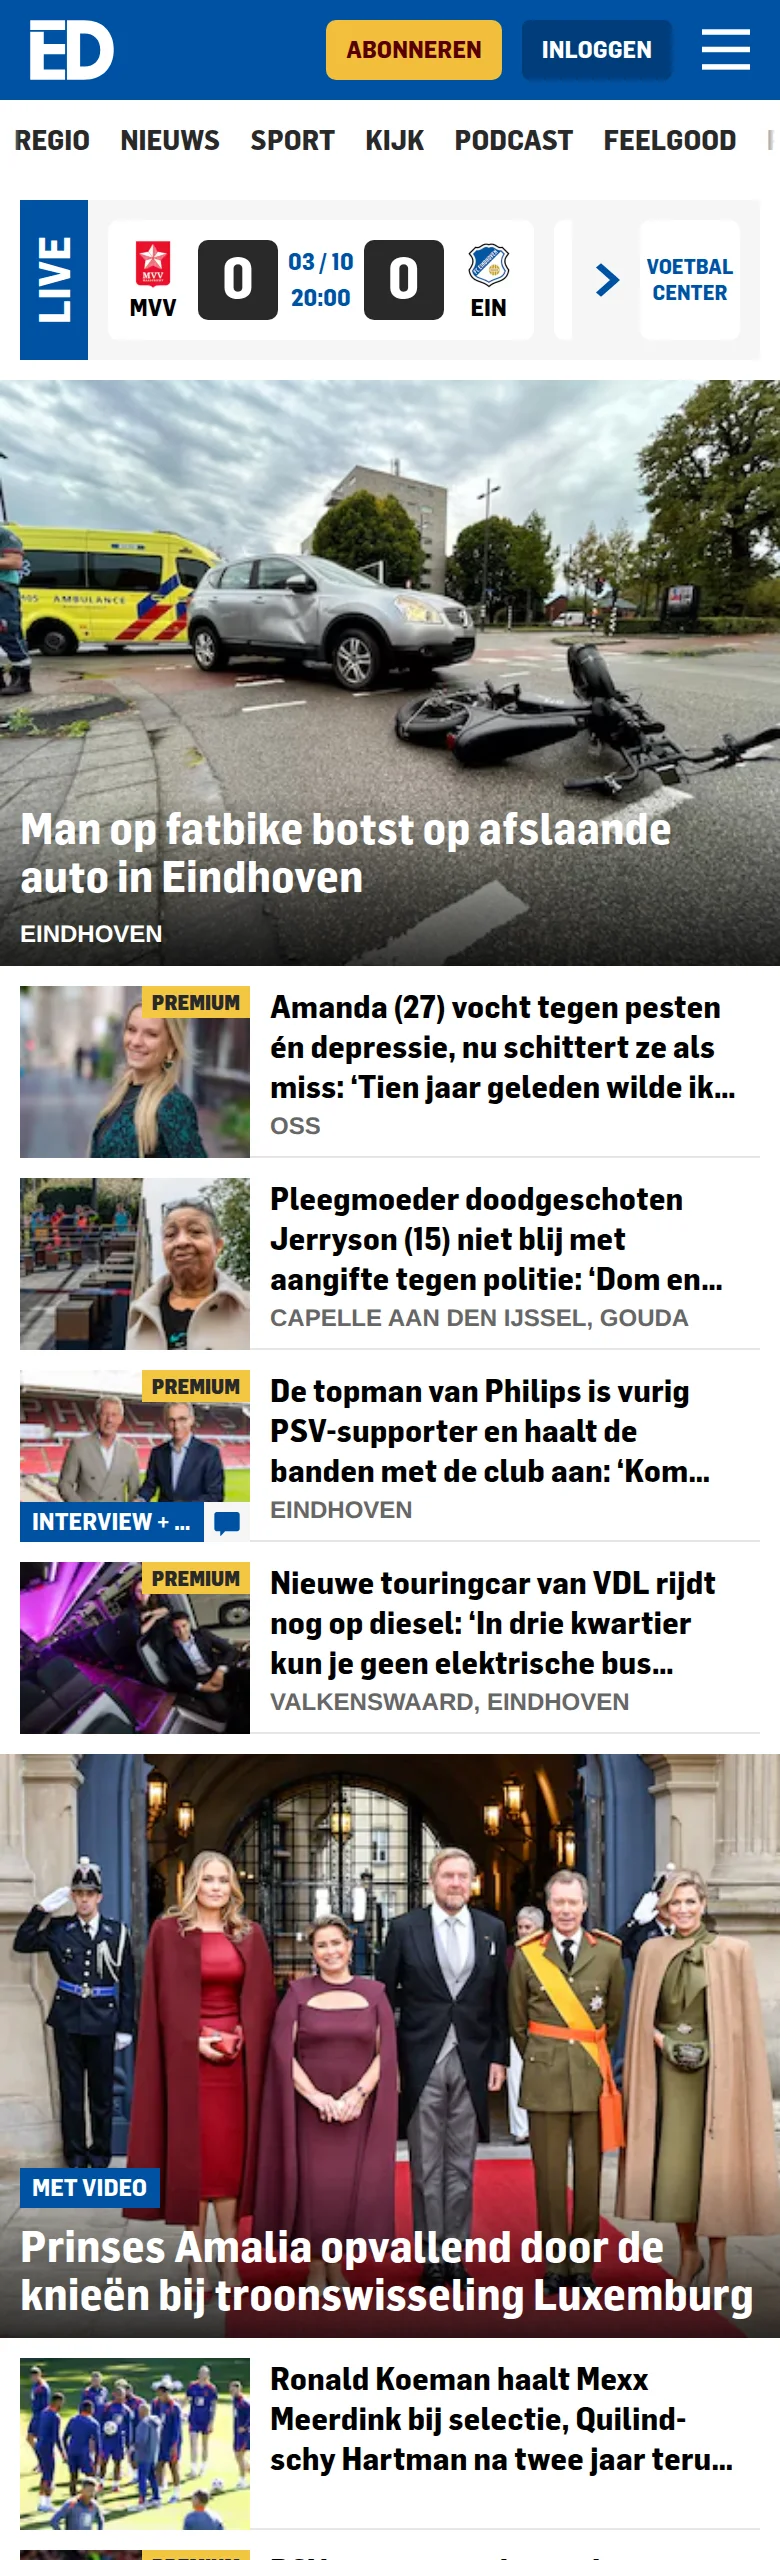 ED
ABONNEREN
INLOGGEN
REGIO NIEUWS SPORT KIJK PODCAST FEELGOOD
LIVE
MVV
MVV
0
03 / 10
20:00
0
EIN
VOETBAL
CENTER
AMBULANCE
Man op fatbike botst op afslaande
auto in Eindhoven
EINDHOVEN
PREMIUM
Amanda (27) vocht tegen pesten
én depressie, nu schittert ze als
miss: ‘Tien jaar geleden wilde ik...
OSS
Pleegmoeder doodgeschoten
Jerryson (15) niet blij met
aangifte tegen politie: ‘Dom en...
CAPELLE AAN DEN IJSSEL, GOUDA
PREMIUM
INTERVIEW + ...
De topman van Philips is vurig
PSV-supporter en haalt de
banden met de club aan: ‘Kom...
EINDHOVEN
PREMIUM
Nieuwe touringcar van VDL rijdt
nog op diesel: ‘In drie kwartier
kun je geen elektrische bus...
VALKENSWAARD, EINDHOVEN
MET VIDEO
Prinses Amalia opvallend door de
knieën bij troonswisseling Luxemburg
Ronald Koeman haalt Mexx
Meerdink bij selectie, Quilind-
schy Hartman na twee jaar teru...